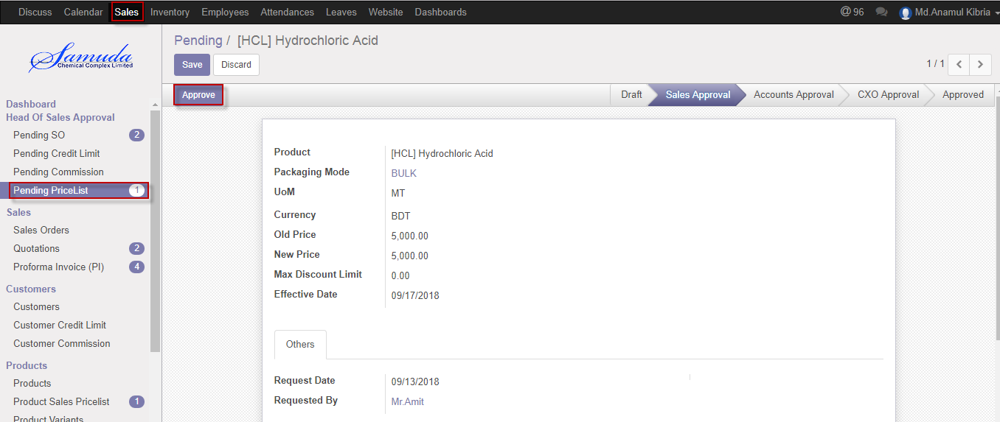 Discuss Calendar Sales Inventory Employees Attendances Leaves Website Dashboards @ 96 Md.Anamul Kibria
Samuda
Chemical Complex Limited
Dashboard
Head Of Sales Approval
Pending SO 2
Pending Credit Limit
Pending Commission
Pending PriceList 1
Sales
Sales Orders
Quotations 2
Proforma Invoice (PI) 4
Customers
Customers
Customer Credit Limit
Customer Commission
Products
Products
Product Sales Pricelist 1
Product Variants
Pending / [HCL] Hydrochloric Acid
Save Discard
1 / 1
Approve
Draft Sales Approval Accounts Approval CXO Approval Approved
Product [HCL] Hydrochloric Acid
Packaging Mode BULK
UoM MT
Currency BDT
Old Price 5,000.00
New Price 5,000.00
Max Discount Limit 0.00
Effective Date 09/17/2018
Others
Request Date 09/13/2018
Requested By Mr.Amit